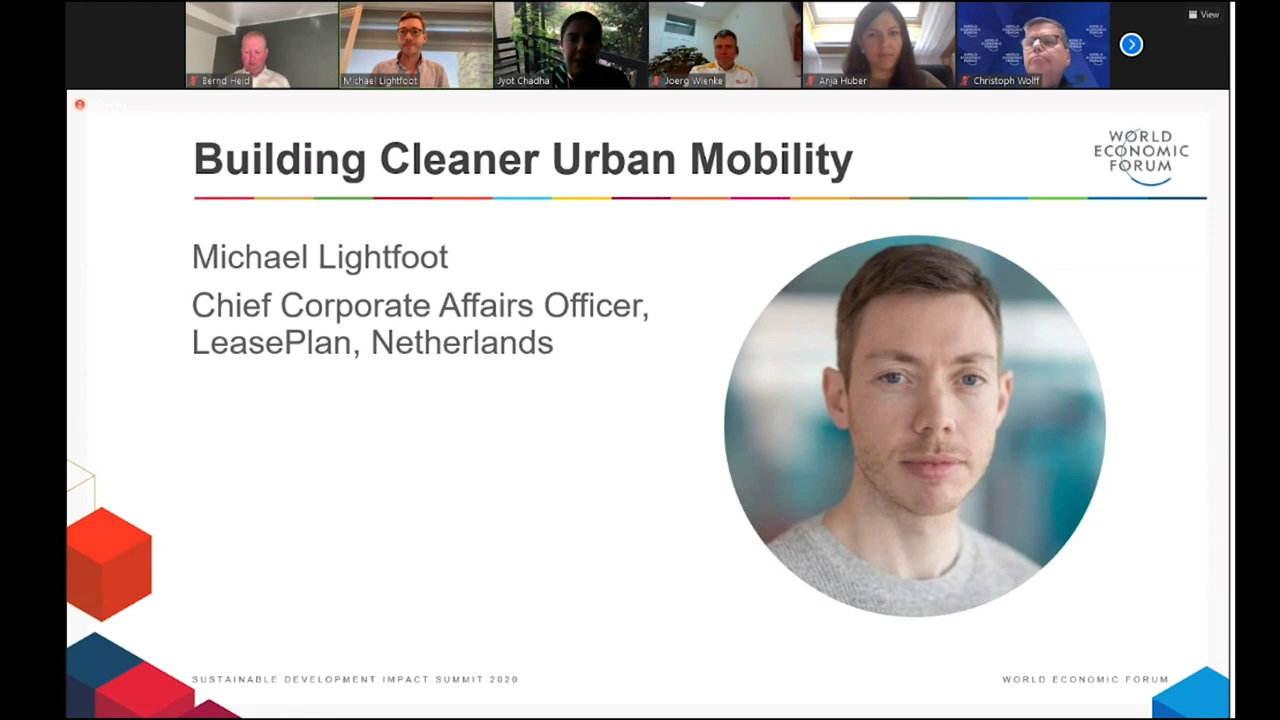 View
Bernd Heid
Michael Lightfoot
Jyot Chadha
Joerg Wienke
Anja Huber
Christoph Wolff
Building Cleaner Urban Mobility
WORLD
ECONOMIC
FORUM
Michael Lightfoot
Chief Corporate Affairs Officer,
LeasePlan, Netherlands
SUSTAINABLE DEVELOPMENT IMPACT SUMMIT 2020
WORLD ECONOMIC FORUM